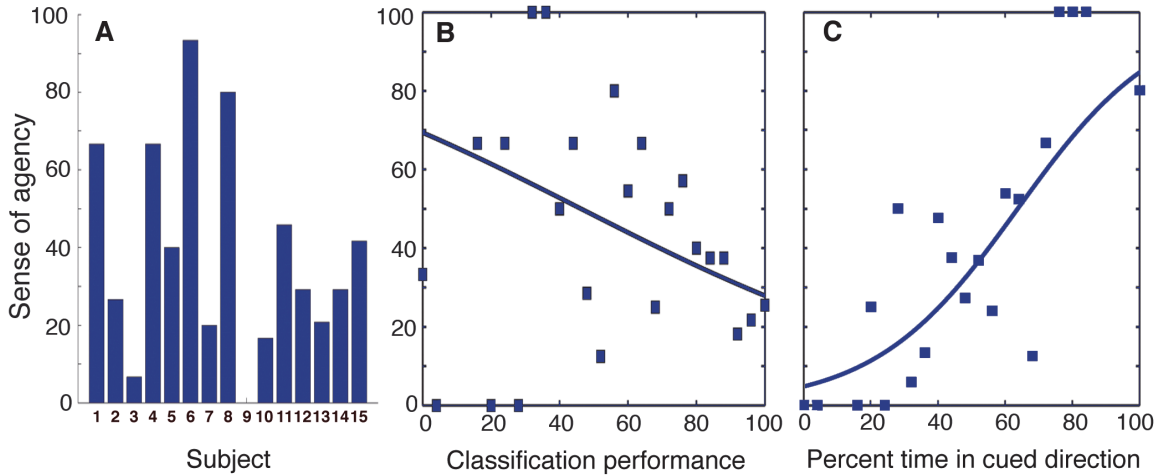 A
B
C
Sense of agency
100
80
60
40
20
0
1 2 3 4 5 6 7 8 9 10 11 12 13 14 15
Subject
100
80
60
40
20
0
0 20 40 60 80 100
Classification performance
0 20 40 60 80 100
Percent time in cued direction